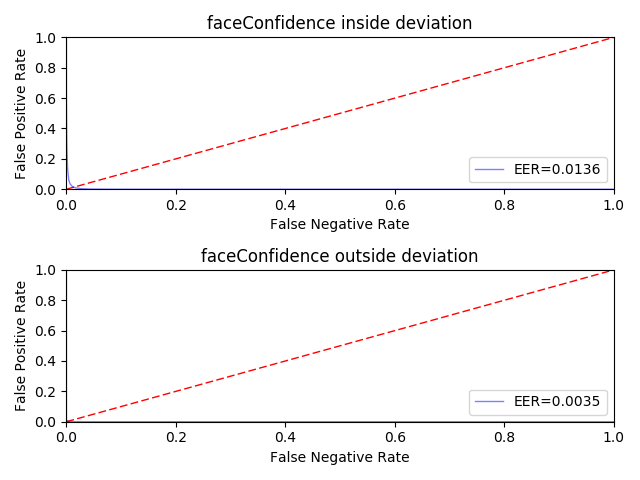 faceConfidence inside deviation
1.0
0.8
0.6
0.4
0.2
0.0
False Positive Rate
EER=0.0136
0.0 0.2 0.4 0.6 0.8 1.0
False Negative Rate
faceConfidence outside deviation
1.0
0.8
0.6
0.4
0.2
0.0
False Positive Rate
EER=0.0035
0.0 0.2 0.4 0.6 0.8 1.0
False Negative Rate